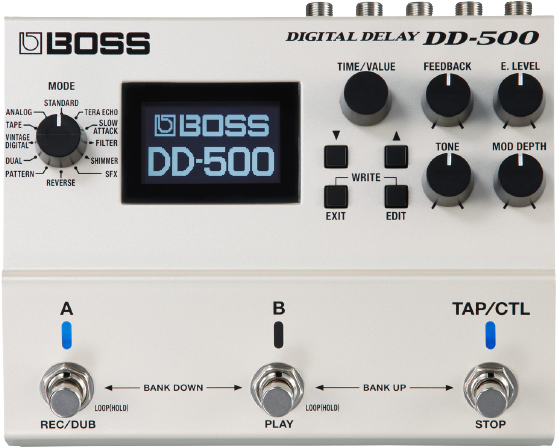 BOSS
DIGITAL DELAY DD-500
MODE
STANDARD
ANALOG
TERA ECHO
TAPE
SLOW
ATTACK
VINTAGE
DIGITAL
FILTER
DUAL
SHIMMER
PATTERN
SFX
REVERSE
BOSS
DD-500
TIME/VALUE
FEEDBACK
E. LEVEL
▼
▲
TONE
MOD DEPTH
WRITE
EXIT
EDIT
A
B
TAP/CTL
BANK DOWN
BANK UP
LOOP(HOLD)
LOOP(HOLD)
REC/DUB
PLAY
STOP